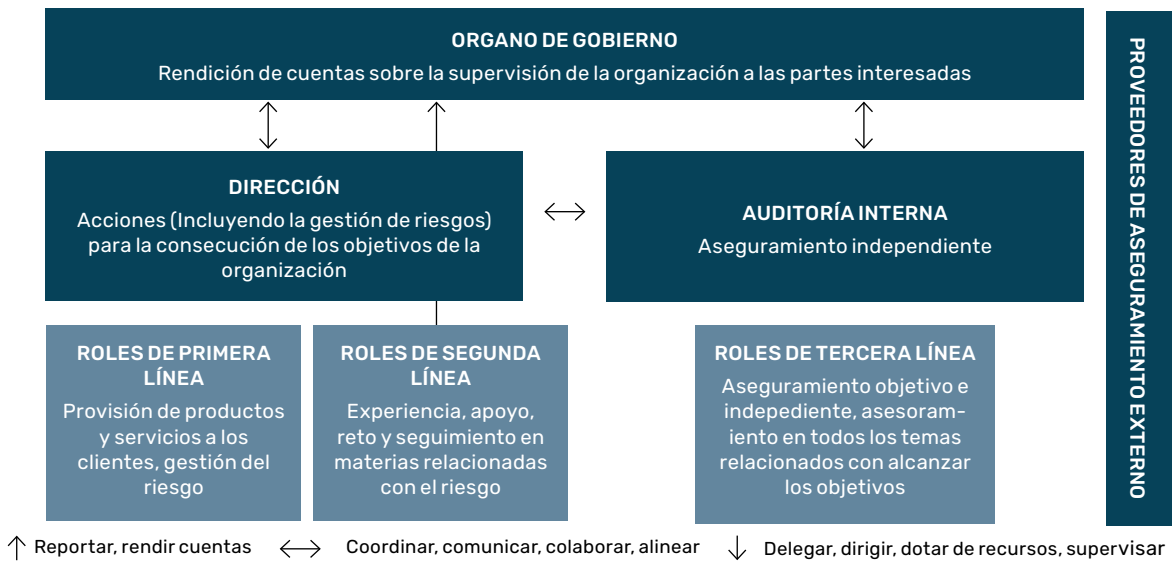 ORGANO DE GOBIERNO
Rendición de cuentas sobre la supervisión de la organización a las partes interesadas
DIRECCIÓN
Acciones (Incluyendo la gestión de riesgos)
para la consecución de los objetivos de la
organización
AUDITORÍA INTERNA
Aseguramiento independiente
ROLES DE PRIMERA
LÍNEA
Provisión de productos
y servicios a los
clientes, gestión del
riesgo
ROLES DE SEGUNDA
LÍNEA
Experiencia, apoyo,
reto y seguimiento en
materias relacionadas
con el riesgo
ROLES DE TERCERA LÍNEA
Aseguramiento objetivo e
indepediente, asesoram-
iento en todos los temas
relacionados con alcanzar
los objetivos
PROVEEDORES DE ASEGURAMIENTO EXTERNO
↑ Reportar, rendir cuentas ↔ Coordinar, comunicar, colaborar, alinear ↓ Delegar, dirigir, dotar de recursos, supervisar